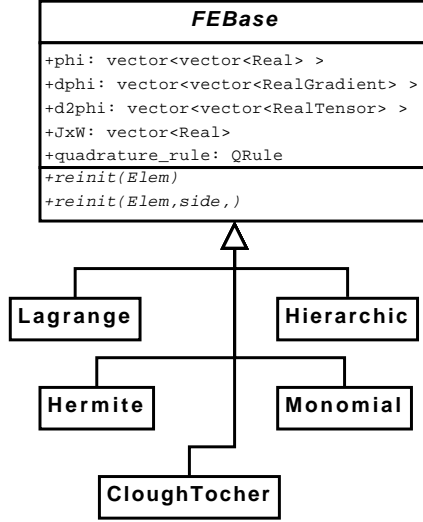 FEBase
+phi: vector<vector<Real> >
+dphi: vector<vector<RealGradient> >
+d2phi: vector<vector<RealTensor> >
+JxW: vector<Real>
+quadrature_rule: QRule
+reinit(Elem)
+reinit(Elem,side,)
Lagrange
Hierarchic
Hermite
Monomial
CloughTocher